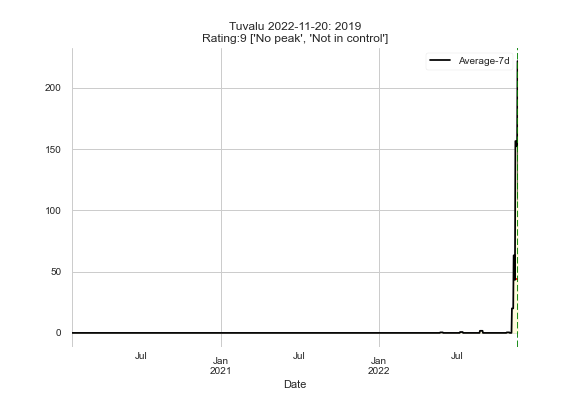 Tuvalu 2022-11-20: 2019
Rating:9 ['No peak', 'Not in control']
Average-7d
200
150
100
50
0
Jul
Jan
2021
Jul
Jan
2022
Jul
Date